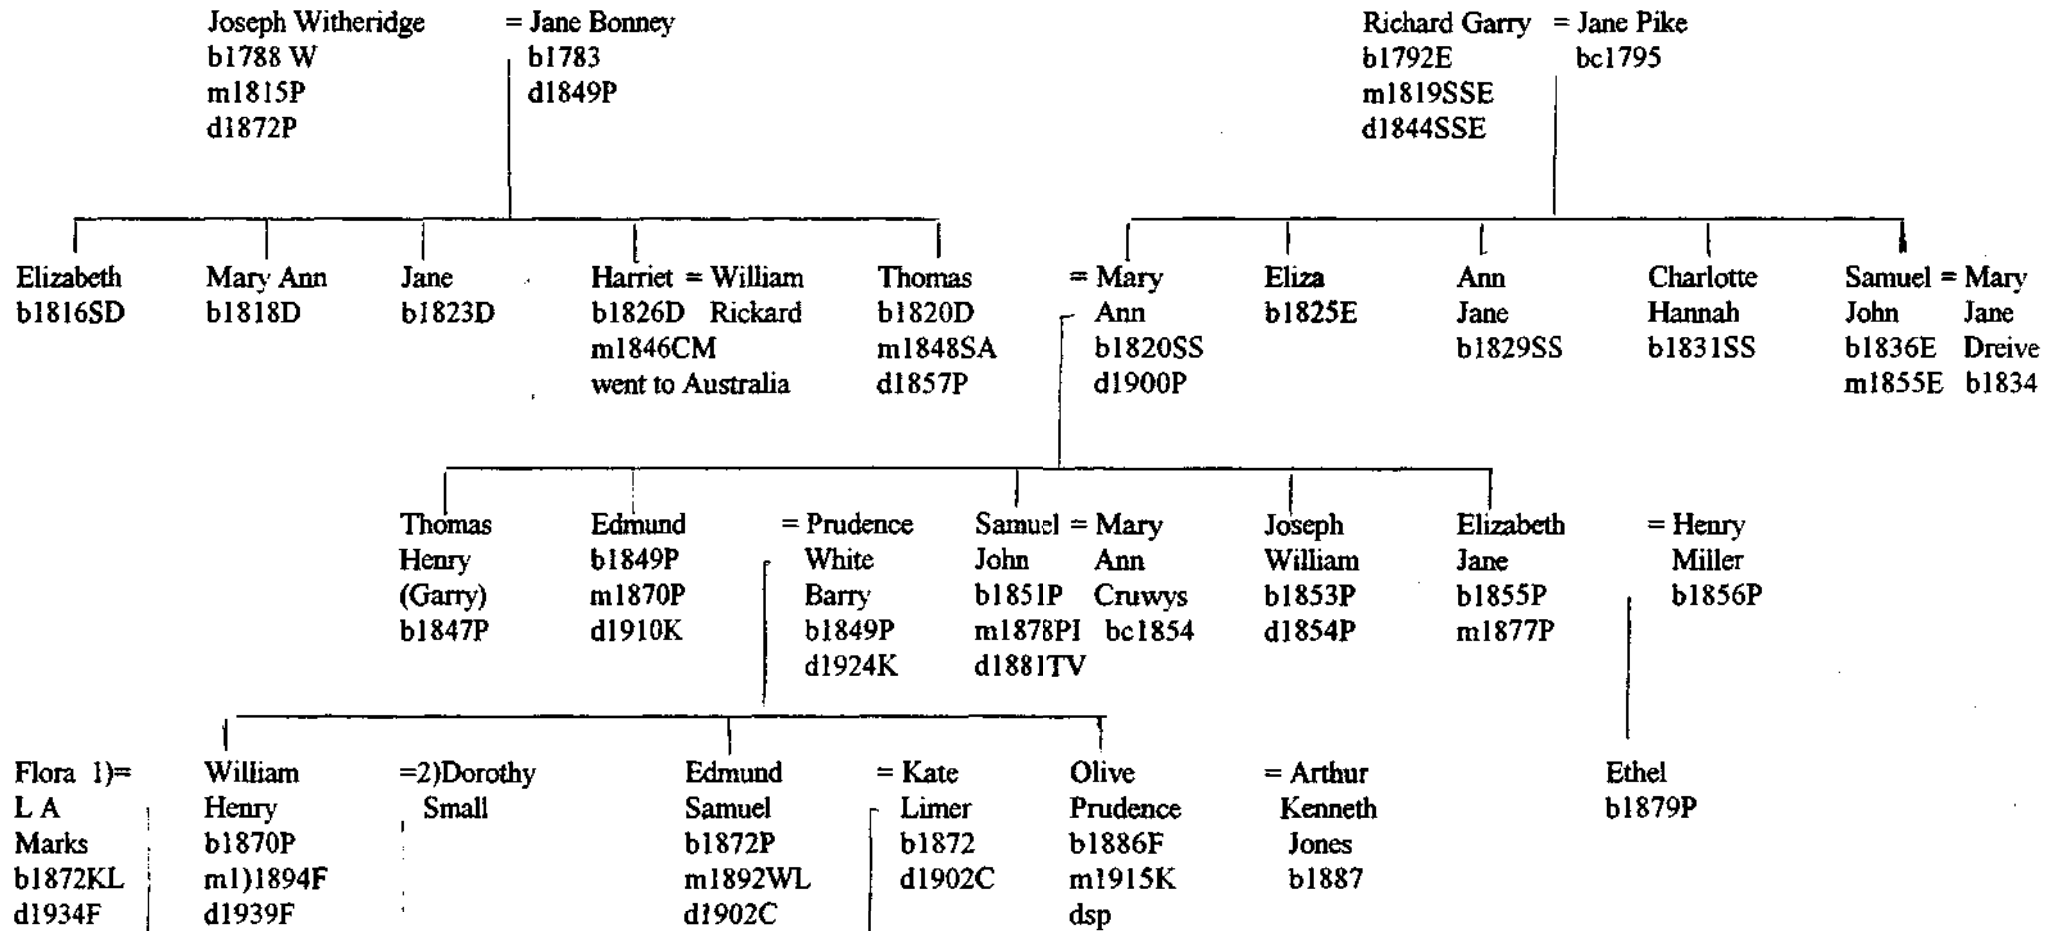 Joseph Witheridge = Jane Bonney Richard Garry = Jane Pike
b1788 W b1783 b1792E bc1795
m1815P d1849P m1819SSE
d1872P d1844SSE
Elizabeth Mary Ann Jane Harriet = William Thomas = Mary Eliza Ann Charlotte Samuel = Mary
b1816SD b1818D b1823D b1826D Rickard b1820D Ann b1825E Jane Hannah John Jane
m1846CM m1848SA b1820SS b1829SS b1831SS b1836E Dreive
went to Australia d1857P d1900P m1855E b1834
Thomas Edmund = Prudence Samuel = Mary Joseph Elizabeth = Henry
Henry b1849P White John Ann William Jane Miller
(Garry) m1870P Barry b1851P Cruwys b1853P b1855P b1856P
b1847P d1910K b1849P m1878PI bc1854 d1854P m1877P
d1924K d1881TV
Flora 1)= William =2)Dorothy Edmund = Kate Olive = Arthur Ethel
L A Henry Small Samuel Limer Prudence Kenneth b1879P
Marks b1870P b1872P b1872 b1886F Jones
b1872KL m1)1894F m1892WL d1902C m1915K b1887
d1934F d1939F d1902C dsp